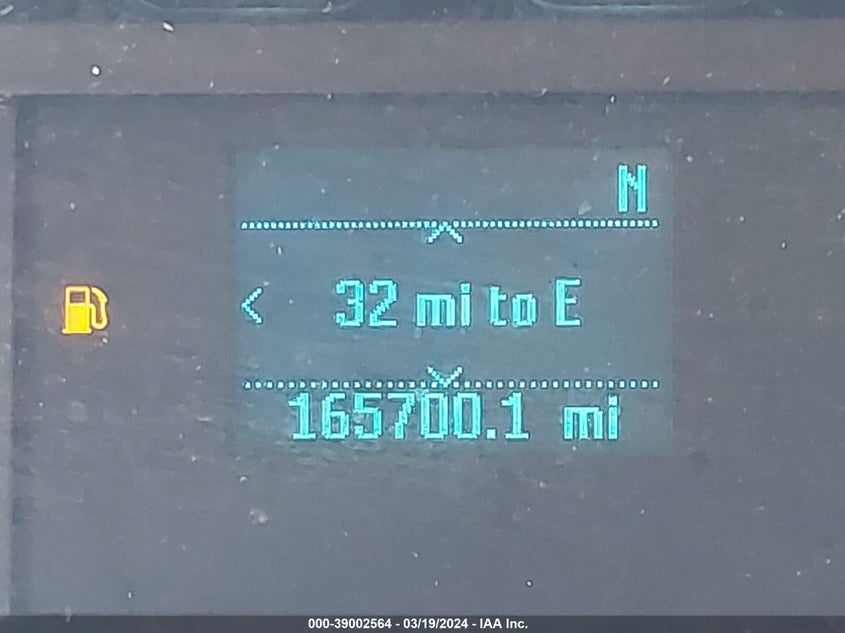 N
32 mi to E
165700.1 mi
000-39002564 - 03/19/2024 - IAA Inc.